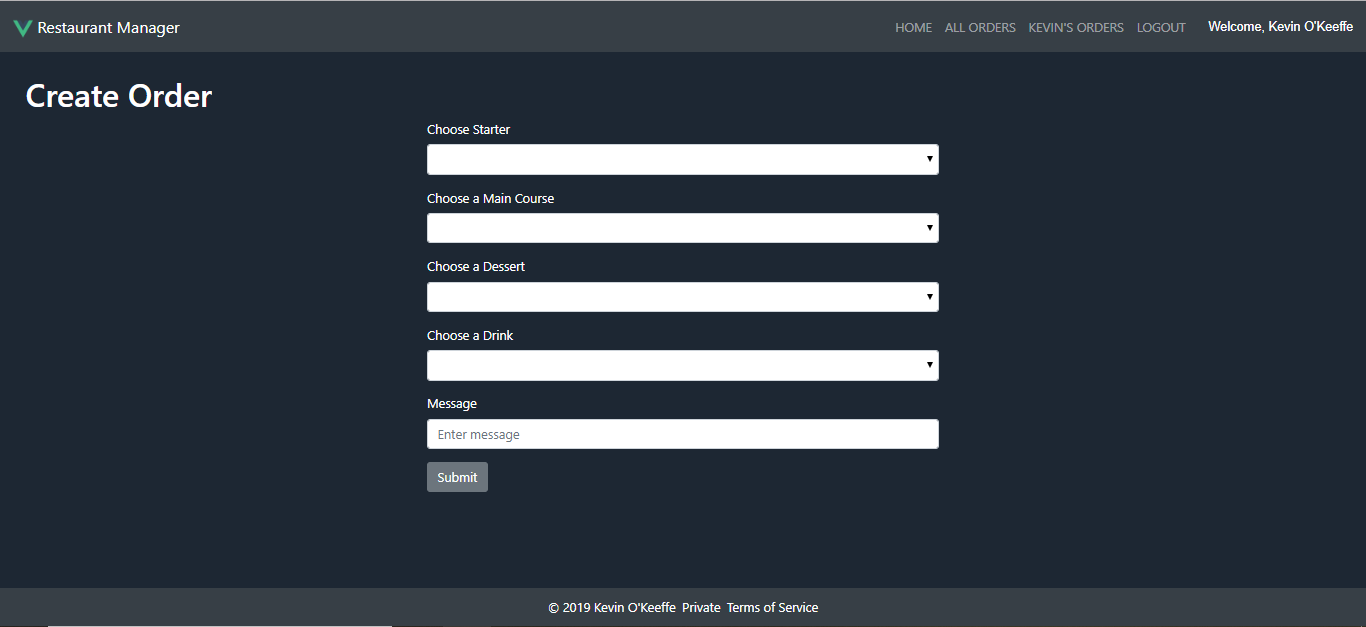 Restaurant Manager HOME ALL ORDERS KEVIN'S ORDERS LOGOUT Welcome, Kevin O'Keeffe
Create Order
Choose Starter
Choose a Main Course
Choose a Dessert
Choose a Drink
Message
Enter message
Submit
© 2019 Kevin O'Keeffe Private Terms of Service